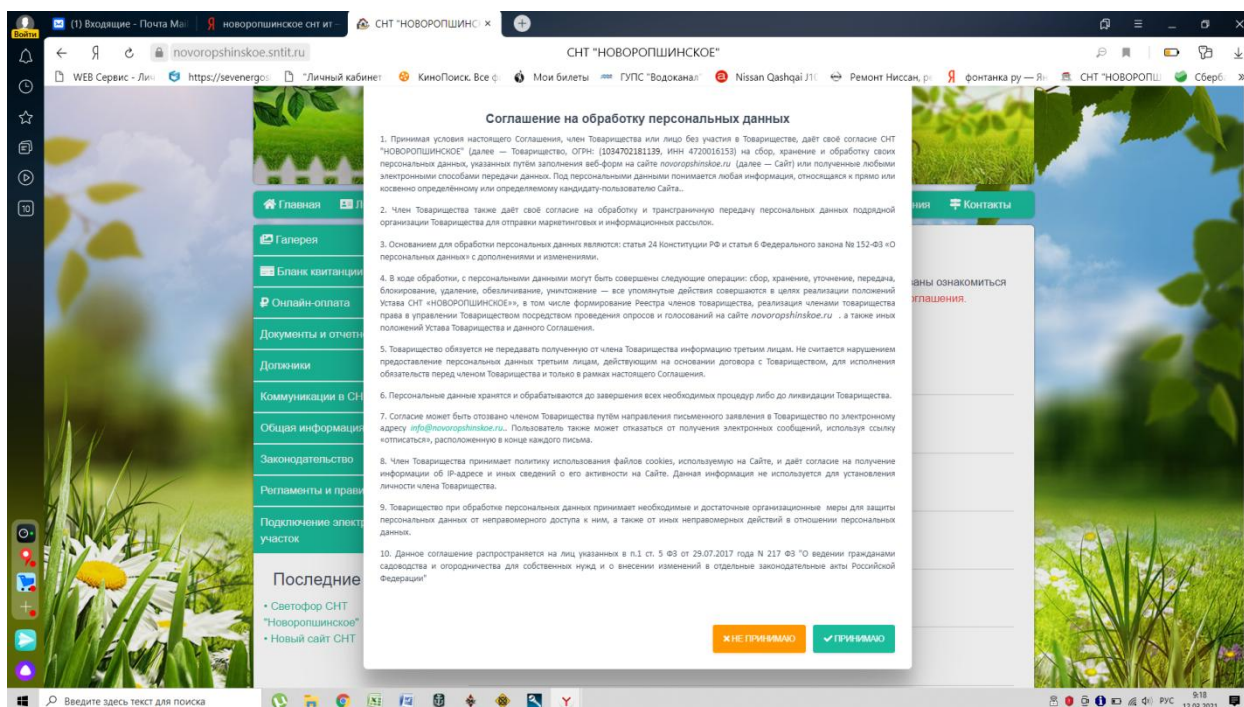 Войти
(1) Входящие - Почта Mai
новоропшинское снт ит –
СНТ "НОВОРОПШИНС
novoropshinskoe.sntit.ru
СНТ "НОВОРОПШИНСКОЕ"
WEB Сервис - Лич
https://sevenergos
"Личный кабинет
КиноПоиск. Все ф
Мои билеты
ГУПС "Водоканал"
Nissan Qashqai J10
Ремонт Ниссан, р
фонтанка ру — Ян
СНТ "НОВОРОПШ
Сберб
10
Главная
Контакты
Галерея
Бланк квитанции
Онлайн-оплата
Документы и отчетн
Должники
Коммуникации в СН
Общая информация
Законодательство
Регламенты и прави
Подключение электр
участок
Последние
• Светофор СНТ
"Новоропшинское"
• Новый сайт СНТ
ваны ознакомиться
оглашения.
Соглашение на обработку персональных данных
1. Принимая условия настоящего Соглашения, член Товарищества или лицо без участия в Товариществе, даёт своё согласие СНТ
"НОВОРОПШИНСКОЕ" (далее — Товарищество, ОГРН: (1034702181139, ИНН 4720016153) на сбор, хранение и обработку своих
персональных данных, указанных путём заполнения веб-форм на сайте novoropshinskoe.ru (далее — Сайт) или полученные любыми
электронными способами передачи данных. Под персональными данными понимается любая информация, относящаяся к прямо или
косвенно определённому или определяемому кандидату-пользователю Сайта..
2. Член Товарищества также даёт своё согласие на обработку и трансграничную передачу персональных данных подрядной
организации Товарищества для отправки маркетинговых и информационных рассылок.
3. Основанием для обработки персональных данных являются: статья 24 Конституции РФ и статья 6 Федерального закона № 152-ФЗ «О
персональных данных» с дополнениями и изменениями.
4. В ходе обработки, с персональными данными могут быть совершены следующие операции: сбор, хранение, уточнение, передача,
блокирование, удаление, обезличивание, уничтожение — все упомянутые действия совершаются в целях реализации положений
Устава СНТ «НОВОРОПШИНСКОЕ»», в том числе формирование Реестра членов товарищества, реализация членами товарищества
права в управлении Товариществом посредством проведения опросов и голосований на сайте novoropshinskoe.ru . а также иных
положений Устава Товарищества и данного Соглашения.
5. Товарищество обязуется не передавать полученную от члена Товарищества информацию третьим лицам. Не считается нарушением
предоставление персональных данных третьим лицам, действующим на основании договора с Товариществом, для исполнения
обязательств перед членом Товарищества и только в рамках настоящего Соглашения.
6. Персональные данные хранятся и обрабатываются до завершения всех необходимых процедур либо до ликвидации Товарищества.
7. Согласие может быть отозвано членом Товарищества путём направления письменного заявления в Товарищество по электронному
адресу info@novoropshinskoe.ru.. Пользователь также может отказаться от получения электронных сообщений, используя ссылку
«отписаться», расположенную в конце каждого письма.
8. Член Товарищества принимает политику использования файлов cookies, используемую на Сайте, и даёт согласие на получение
информации об IP-адресе и иных сведений о его активности на Сайте. Данная информация не используется для установления
личности члена Товарищества.
9. Товарищество при обработке персональных данных принимает необходимые и достаточные организационные меры для защиты
персональных данных от неправомерного доступа к ним, а также от иных неправомерных действий в отношении персональных
данных.
10. Данное соглашение распространяется на лиц указанных в п.1 ст. 5 ФЗ от 29.07.2017 года N 217 ФЗ "О ведении гражданами
садоводства и огородничества для собственных нужд и о внесении изменений в отдельные законодательные акты Российской
Федерации"
НЕ ПРИНИМАЮ
ПРИНИМАЮ
Введите здесь текст для поиска
РУС
9:18
12.03.2021